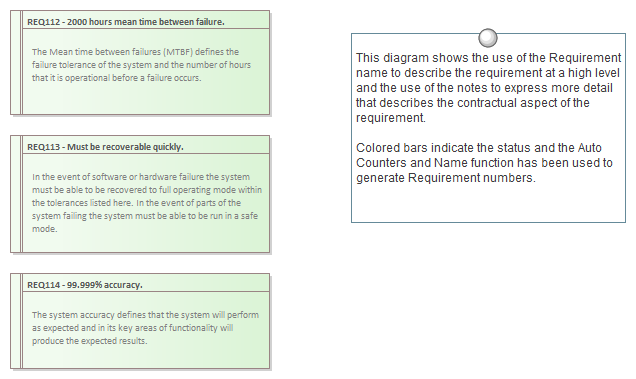 REQ112 - 2000 hours mean time between failure.
The Mean time between failures (MTBF) defines the
failure tolerance of the system and the number of hours
that it is operational before a failure occurs.
REQ113 - Must be recoverable quickly.
In the event of software or hardware failure the system
must be able to be recovered to full operating mode within
the tolerances listed here. In the event of parts of the
system failing the system must be able to be run in a safe
mode.
REQ114 - 99.999% accuracy.
The system accuracy defines that the system will perform
as expected and in its key areas of functionality will
produce the expected results.
This diagram shows the use of the Requirement
name to describe the requirement at a high level
and the use of the notes to express more detail
that describes the contractual aspect of the
requirement.
Colored bars indicate the status and the Auto
Counters and Name function has been used to
generate Requirement numbers.